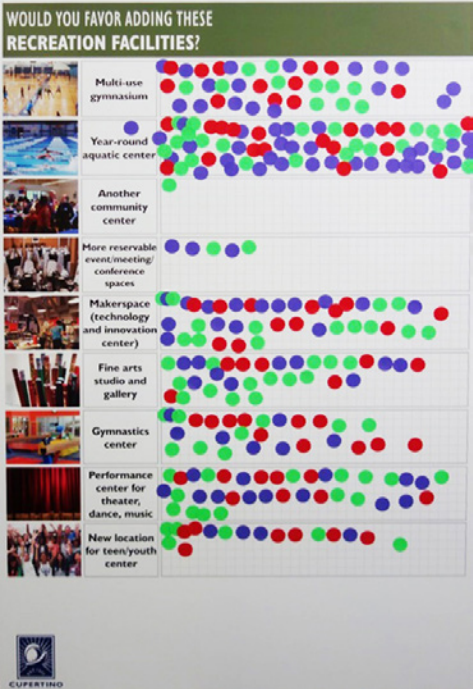 WOULD YOU FAVOR ADDING THESE
RECREATION FACILITIES?
Multi-use
gymnasium
Year-round
aquatic center
Another
community
center
More reservable
event/meeting/
conference
spaces
Makerspace
(technology
and innovation
center)
Fine arts
studio and
gallery
Gymnastics
center
Performance
center for
theater,
dance, music
New location
for teen/youth
center
CUPERTINO